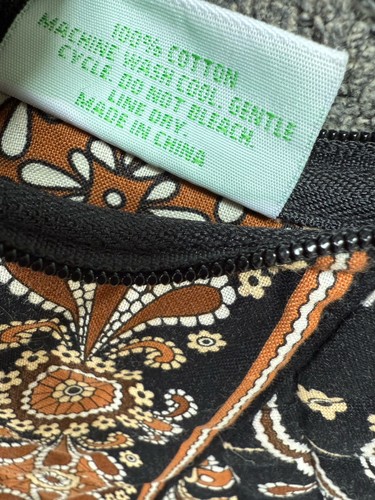 100% COTTON
MACHINE WASH COOL. GENTLE
CYCLE. DO NOT BLEACH.
LINE DRY.
MADE IN CHINA